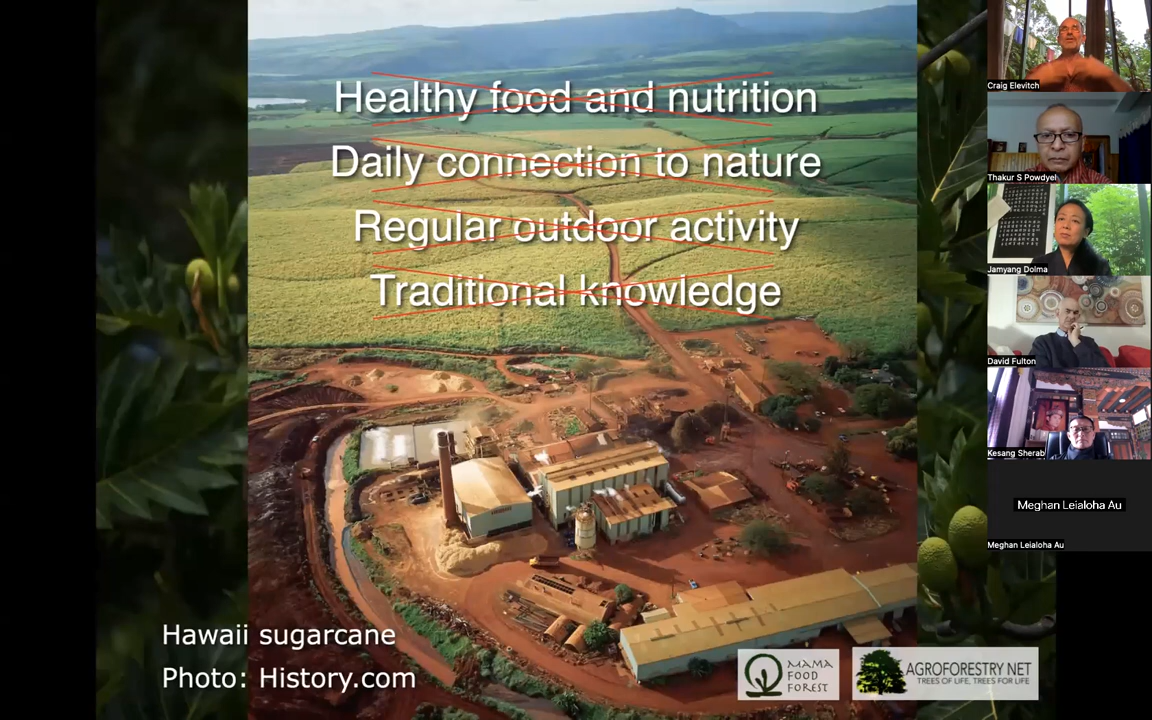 Healthy food and nutrition
Daily connection to nature
Regular outdoor activity
Traditional knowledge
Hawaii sugarcane
Photo: History.com
MAMA
FOOD
FOREST
AGROFORESTRY NET
TREES OF LIFE, TREES FOR LIFE
Craig Elevitch
Thakur S Powdyel
Jamyang Dolma
David Fulton
Kesang Sherab
Meghan Leialoha Au
Meghan Leialoha Au